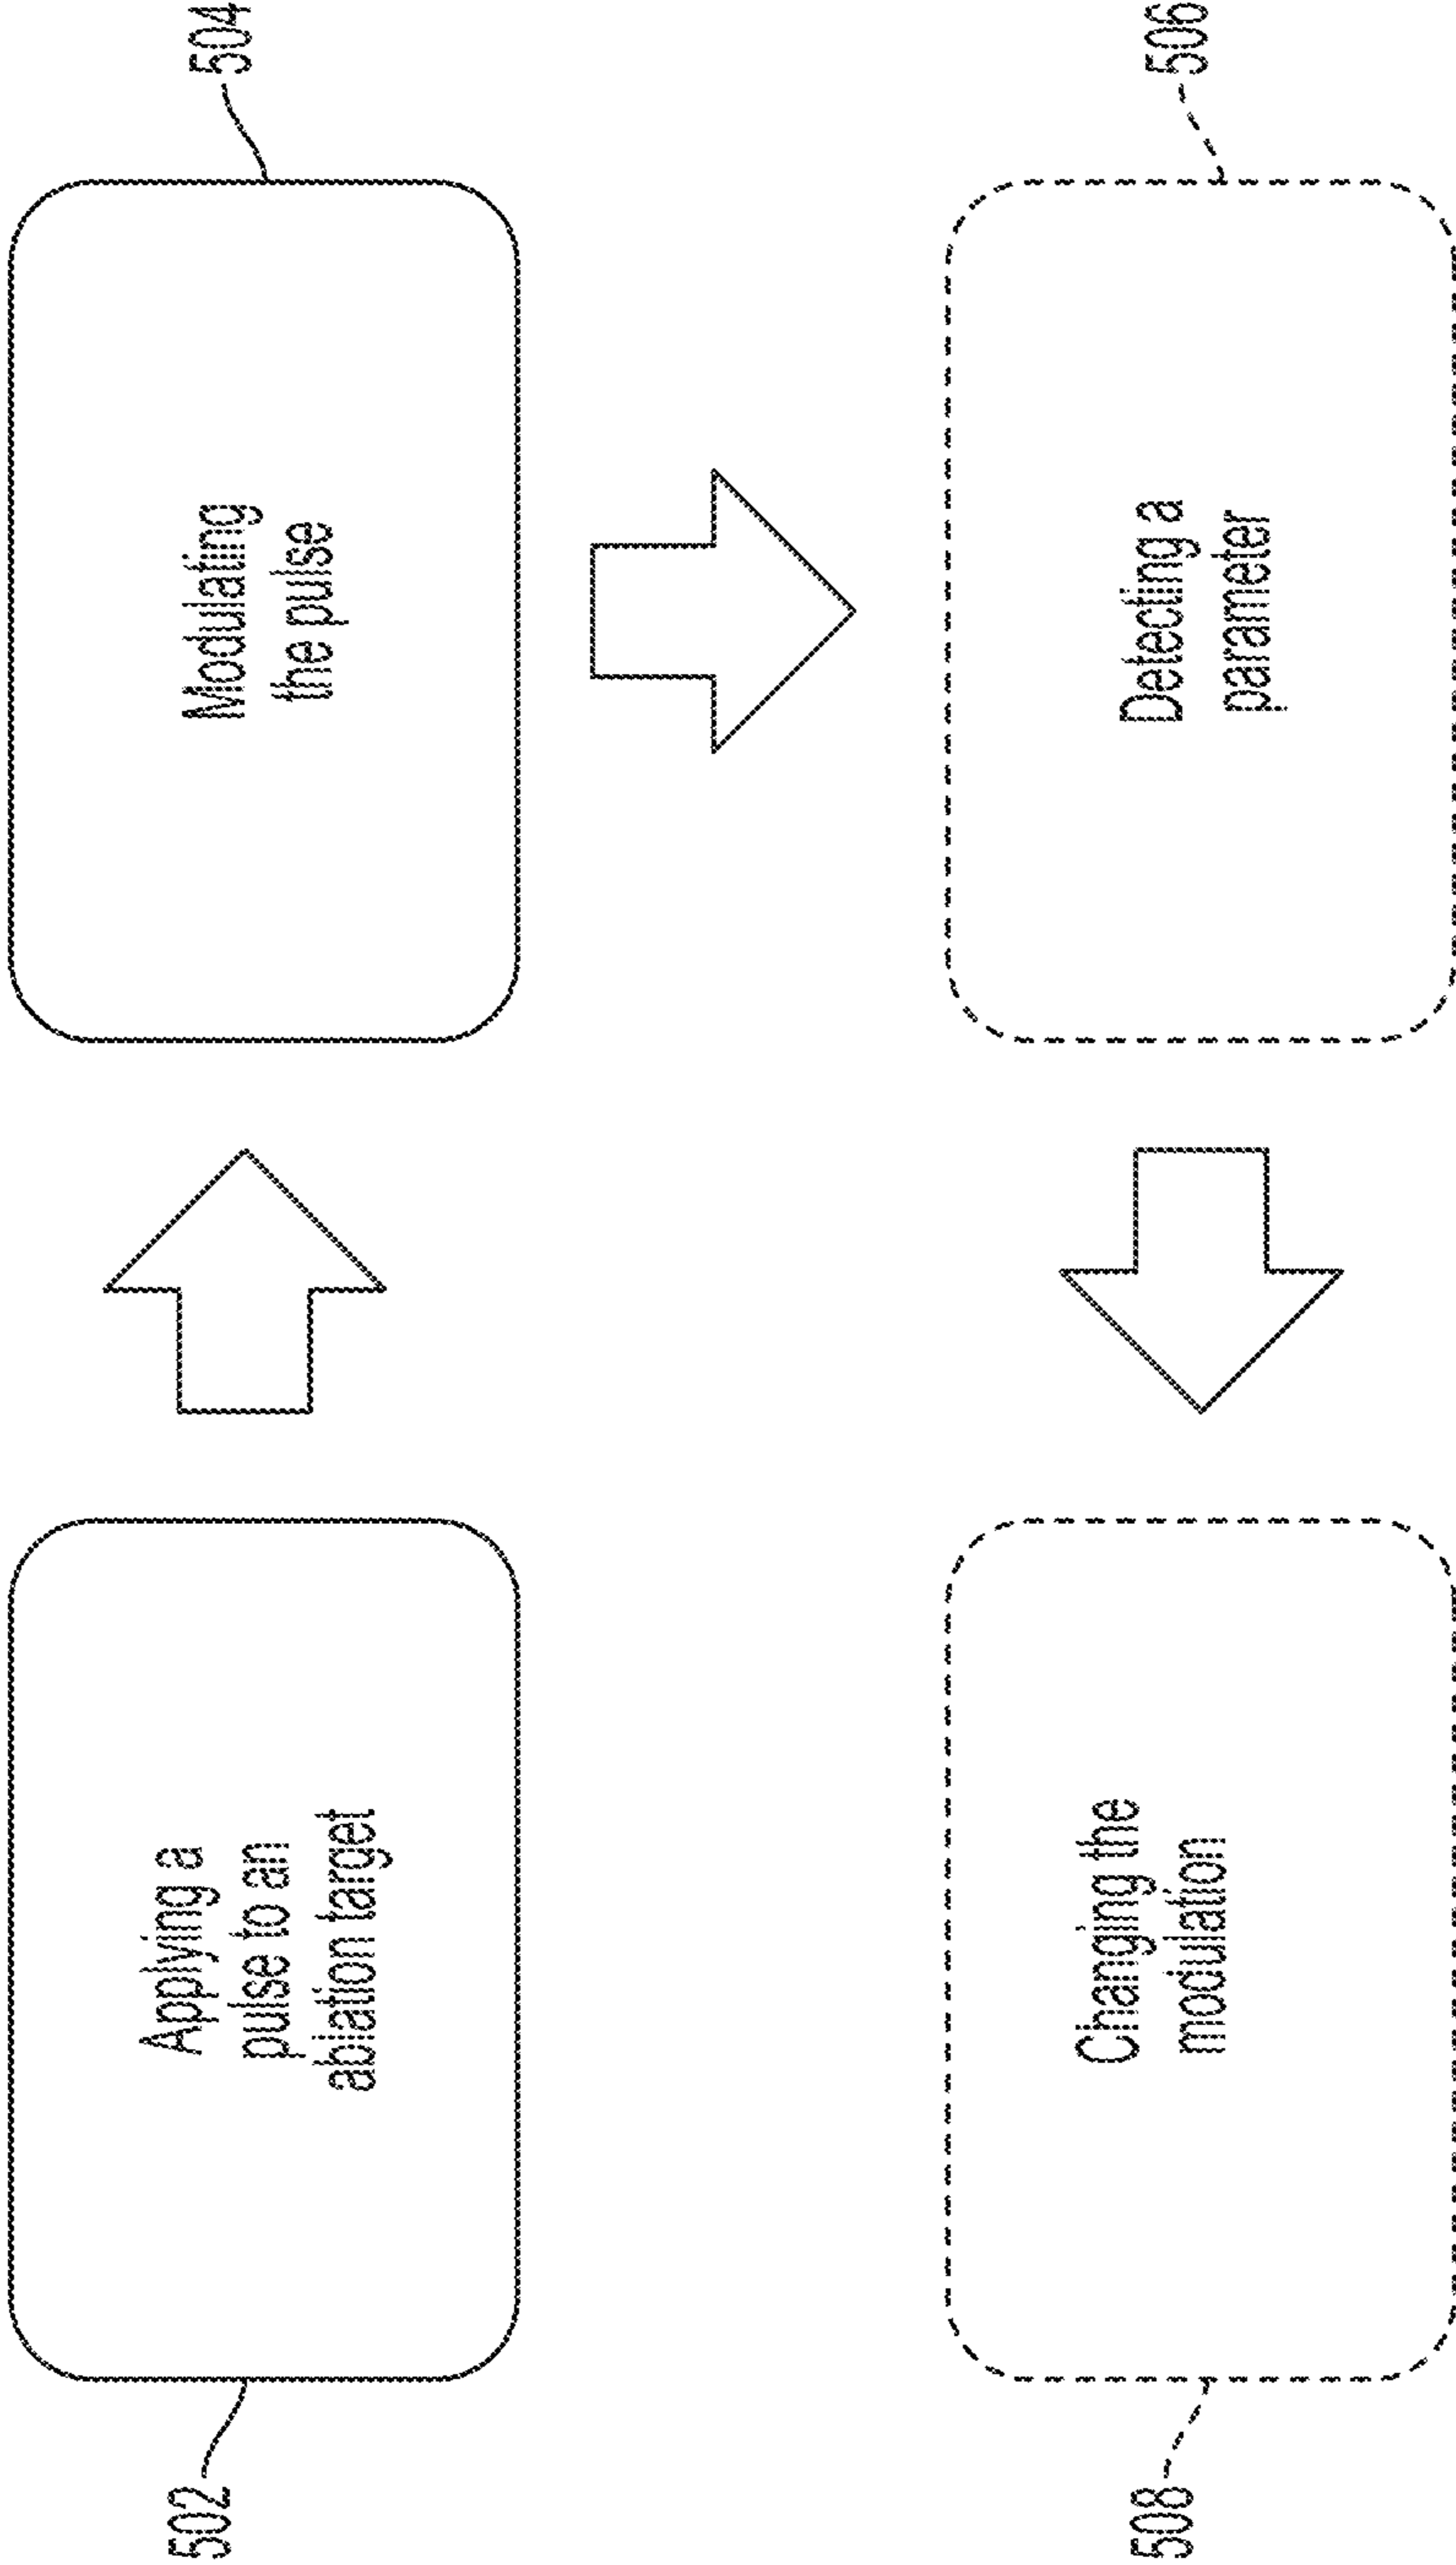 502
Applying a
pulse to an
ablation target
504
Modulating
the pulse
506
Detecting a
parameter
508
Changing the
modulation